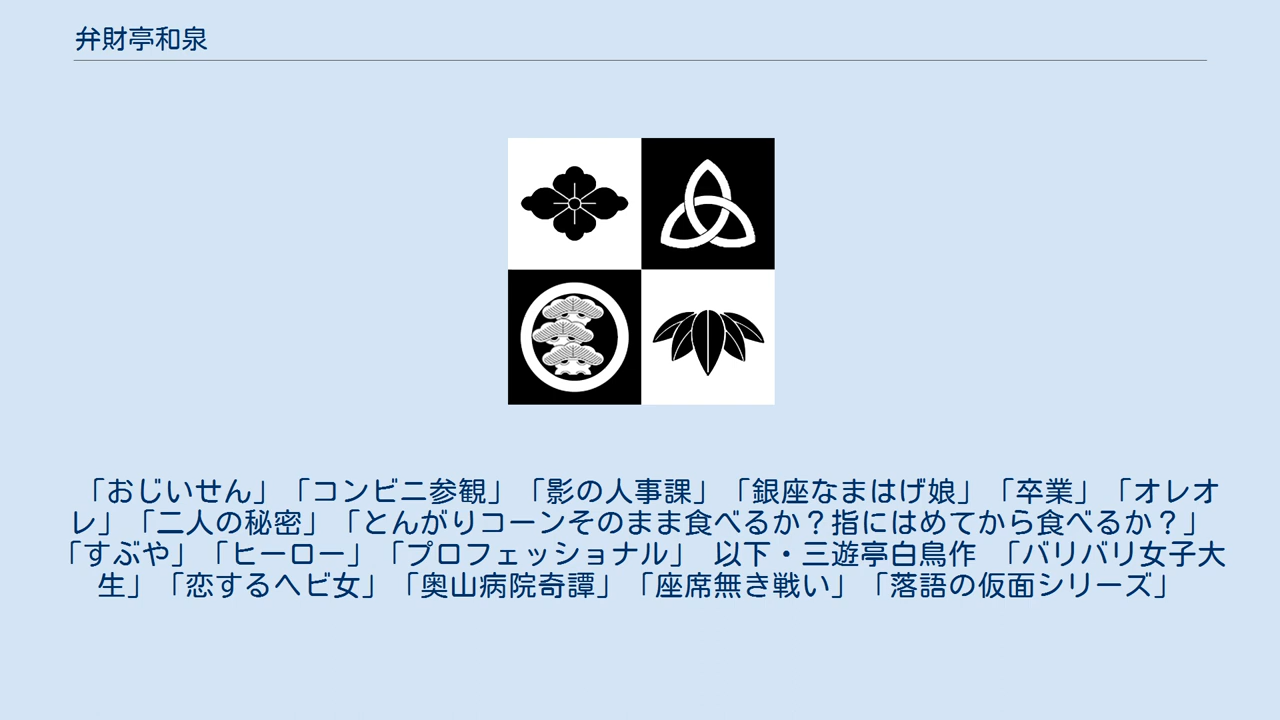 弁財亭和泉
「おじいせん」「コンビニ参観」「影の人事課」「銀座なまはげ娘」「卒業」「オレオ
レ」「二人の秘密」「とんがりコーンそのまま食べるか？指にはめてから食べるか？」
「すぶや」「ヒーロー」「プロフェッショナル」 以下・三遊亭白鳥作 「バリバリ女子大
生」「恋するヘビ女」「奥山病院奇譚」「座席無き戦い」「落語の仮面シリーズ」